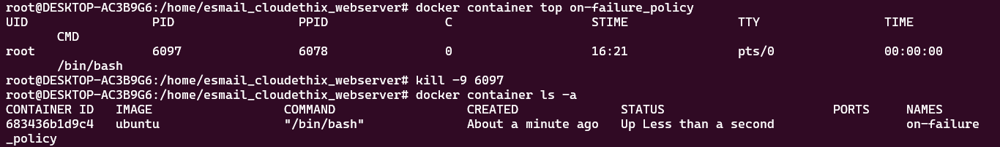 root@DESKTOP-AC3B9G6:/home/esmail_cloudethix_webserver# docker container top on-failure_policy
UID PID PPID C STIME TTY TIME
CMD
root 6097 6078 0 16:21 pts/0 00:00:00
/bin/bash
root@DESKTOP-AC3B9G6:/home/esmail_cloudethix_webserver# kill -9 6097
root@DESKTOP-AC3B9G6:/home/esmail_cloudethix_webserver# docker container ls -a
CONTAINER ID IMAGE COMMAND CREATED STATUS PORTS NAMES
683436b1d9c4 ubuntu "/bin/bash" About a minute ago Up Less than a second on-failure
_policy